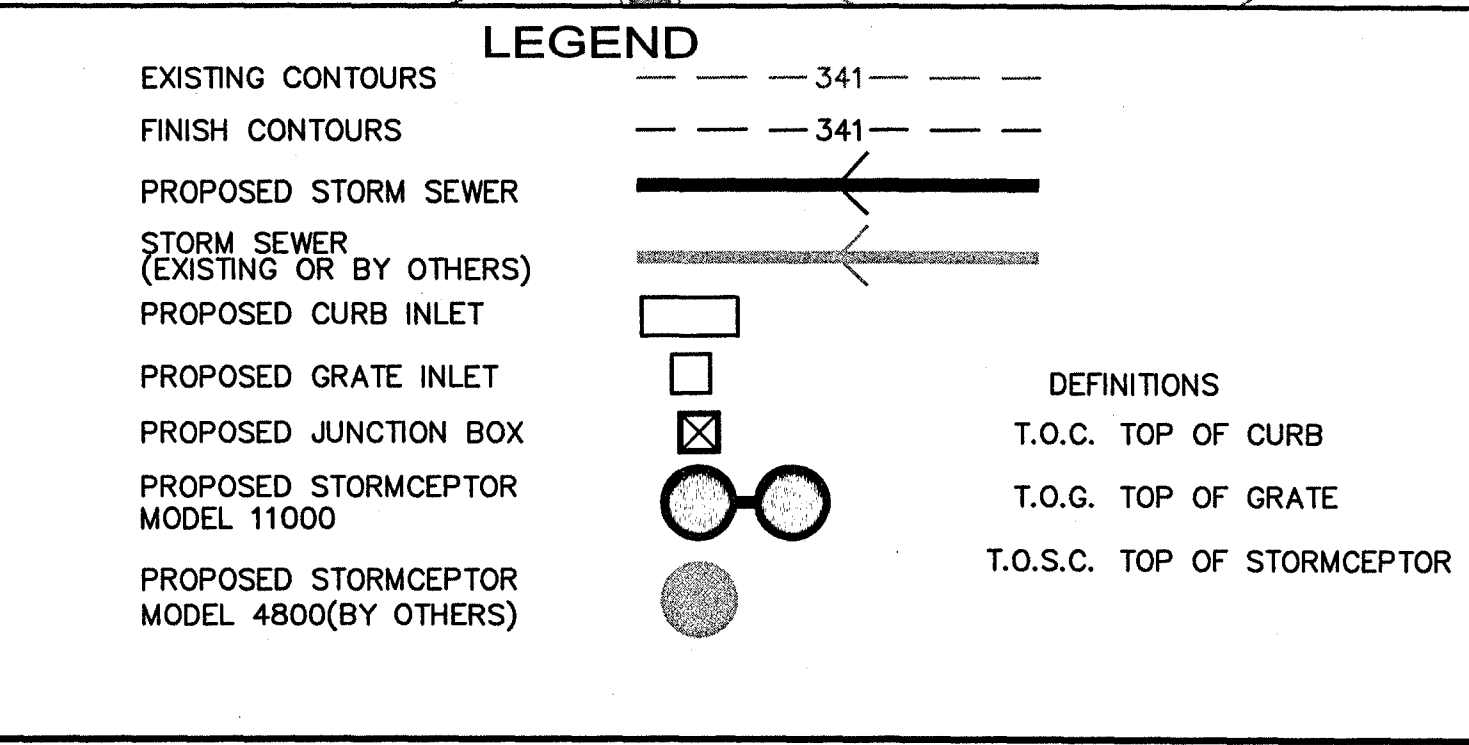 LEGEND
EXISTING CONTOURS
341
FINISH CONTOURS
341
PROPOSED STORM SEWER
STORM SEWER
(EXISTING OR BY OTHERS)
PROPOSED CURB INLET
PROPOSED GRATE INLET
PROPOSED JUNCTION BOX
PROPOSED STORMCEPTOR
MODEL 11000
PROPOSED STORMCEPTOR
MODEL 4800(BY OTHERS)
DEFINITIONS
T.O.C. TOP OF CURB
T.O.G. TOP OF GRATE
T.O.S.C. TOP OF STORMCEPTOR